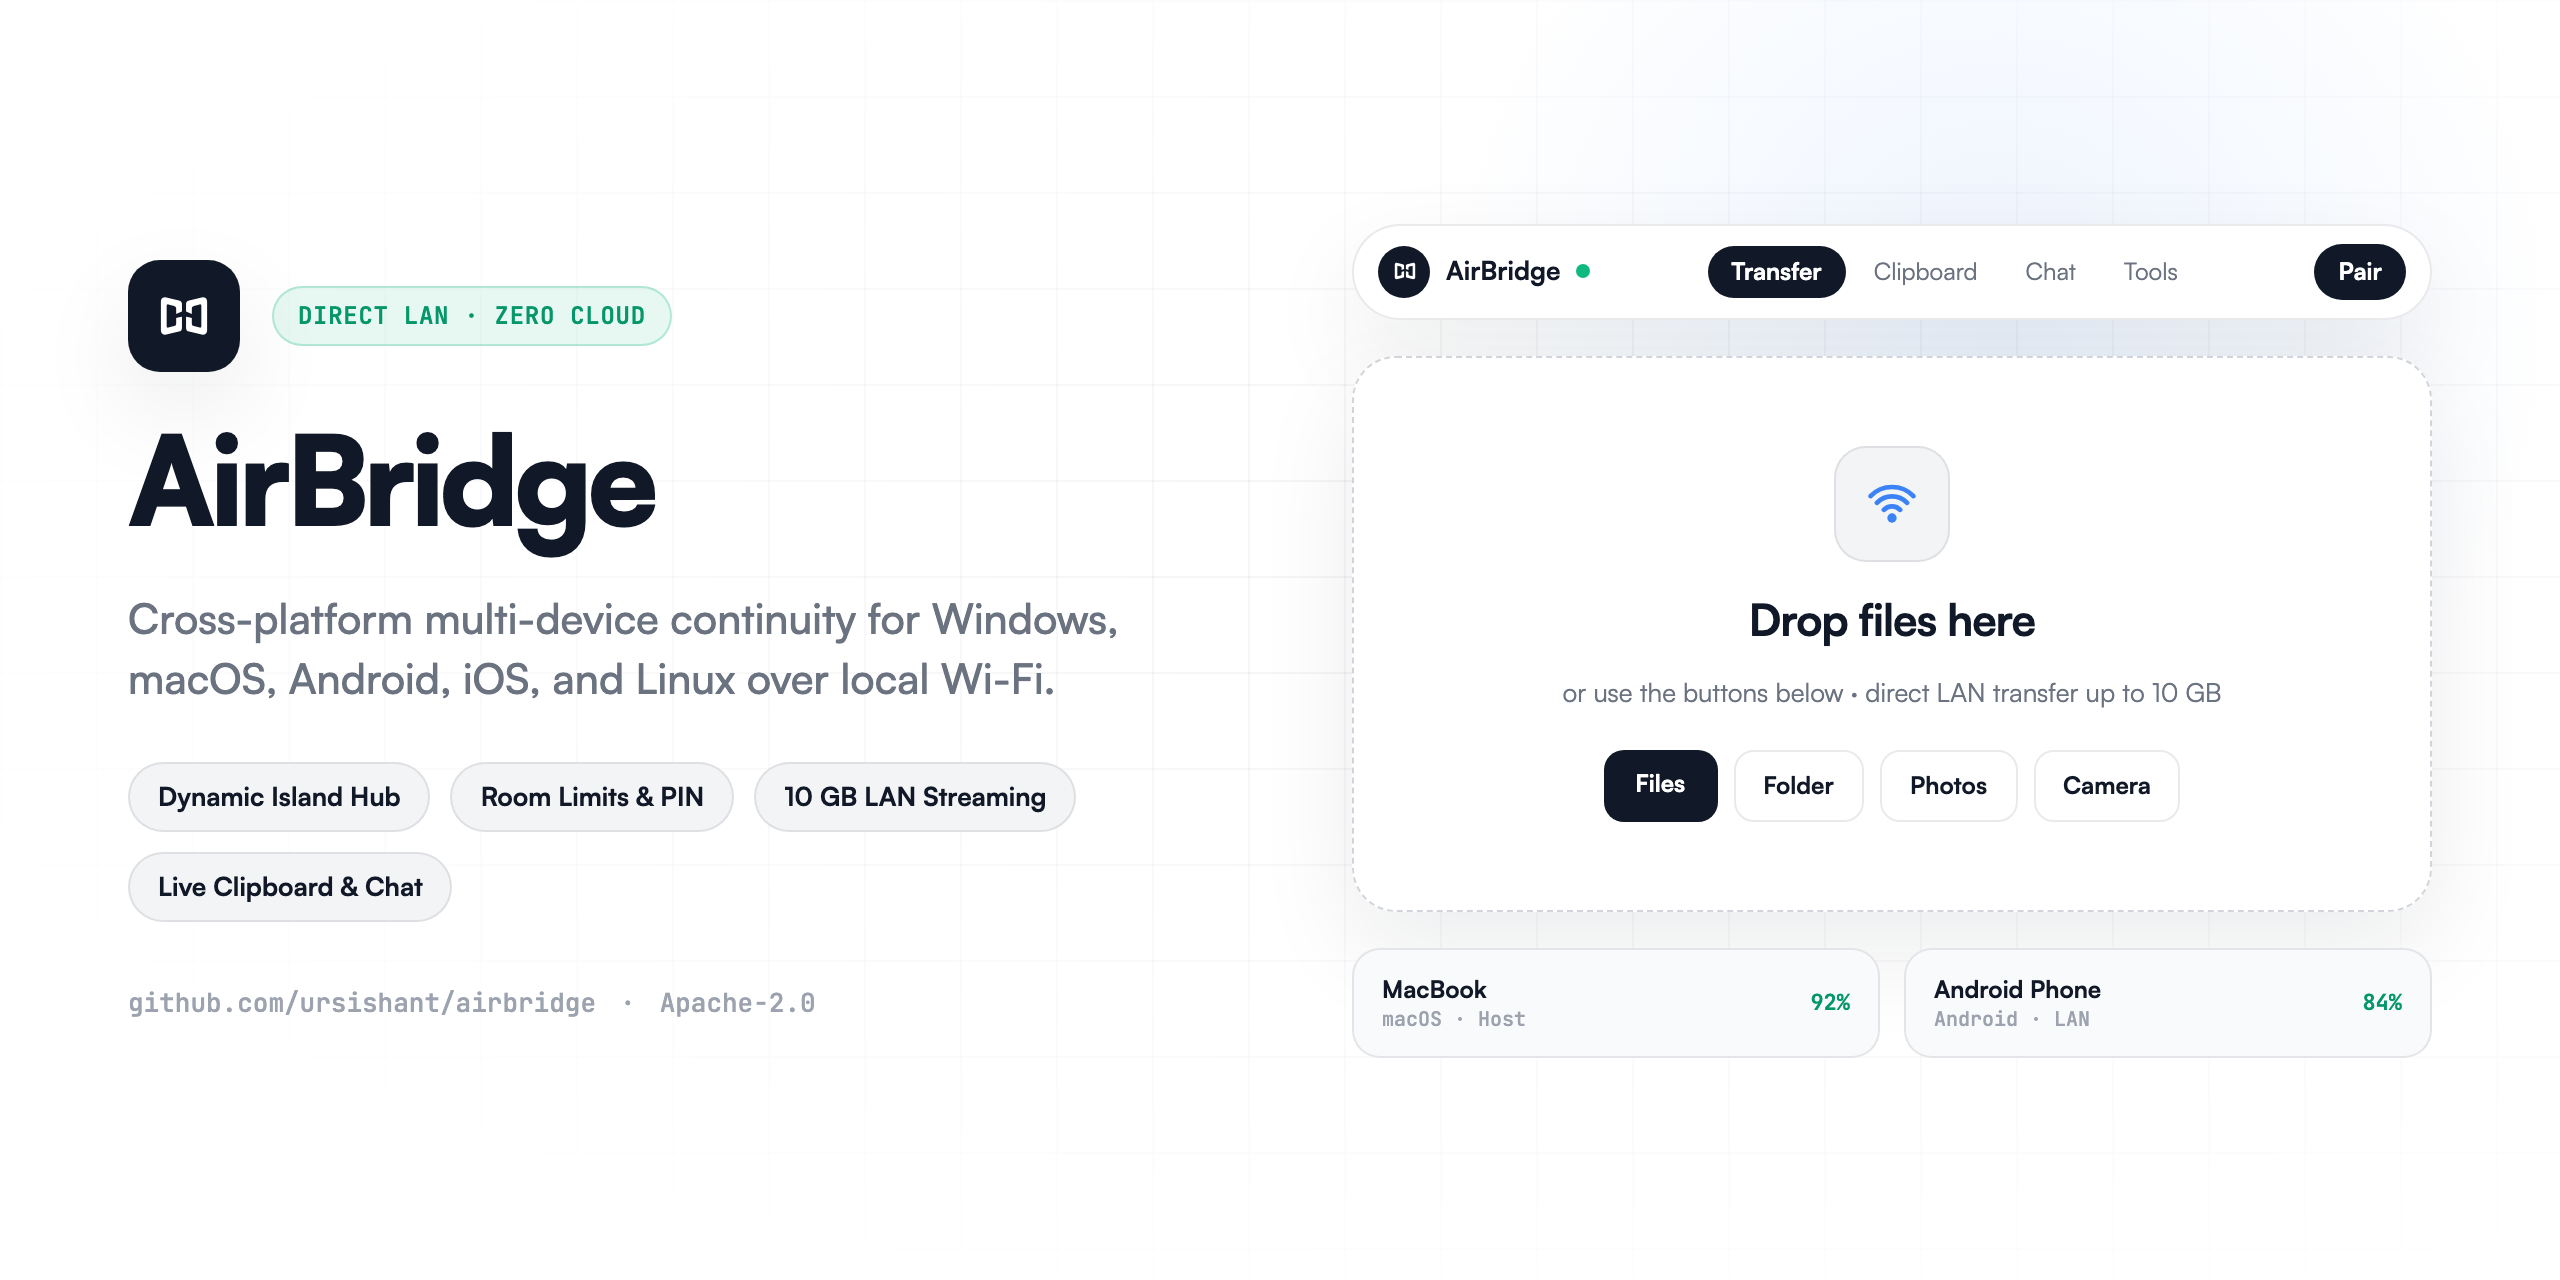 DIRECT LAN · ZERO CLOUD
AirBridge
Cross-platform multi-device continuity for Windows,
macOS, Android, iOS, and Linux over local Wi-Fi.
Dynamic Island Hub
Room Limits & PIN
10 GB LAN Streaming
Live Clipboard & Chat
github.com/ursishant/airbridge · Apache-2.0
AirBridge
Transfer
Clipboard
Chat
Tools
Pair
Drop files here
or use the buttons below · direct LAN transfer up to 10 GB
Files
Folder
Photos
Camera
MacBook
macOS · Host
92%
Android Phone
Android · LAN
84%